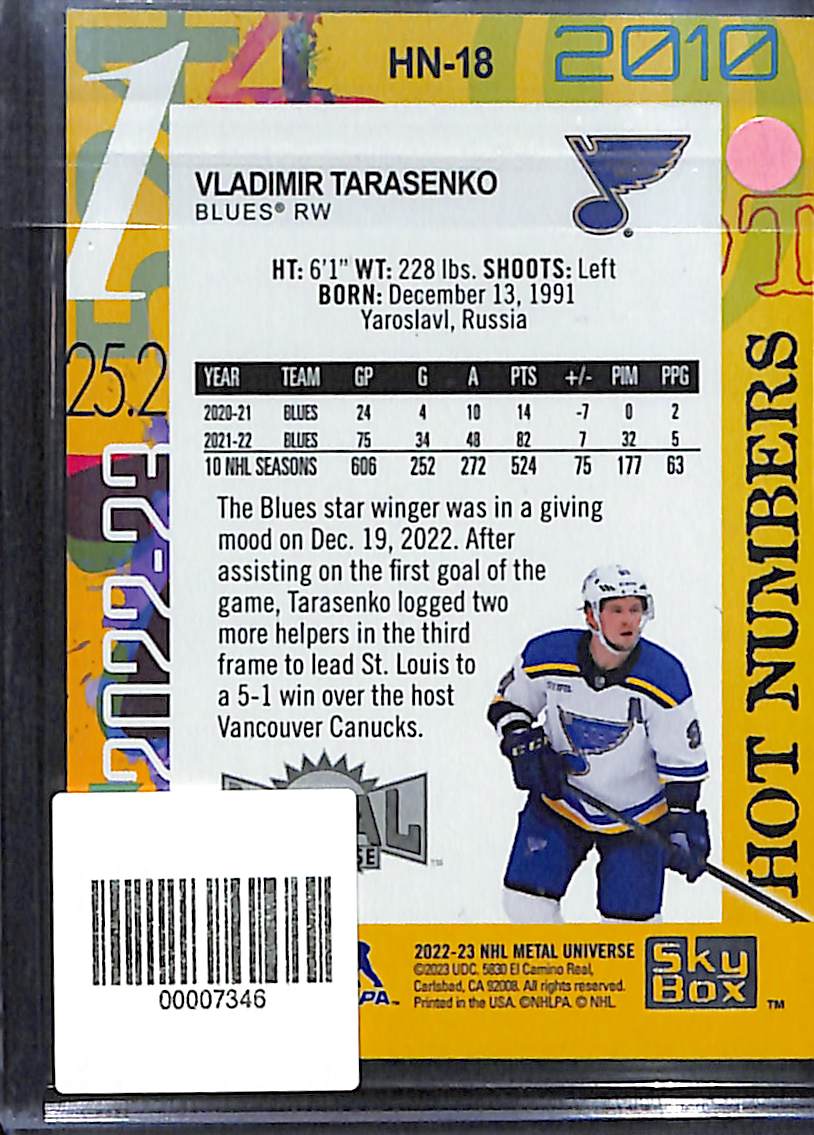 1
4
HN-18
2010
VLADIMIR TARASENKO
BLUES® RW
HT: 6'1" WT: 228 lbs. SHOOTS: Left
BORN: December 13, 1991
Yaroslavl, Russia
25.2
2022-23
YEAR TEAM GP G A PTS +/- PIM PPG
2020-21 BLUES 24 4 10 14 -7 0 2
2021-22 BLUES 75 34 48 82 7 32 5
10 NHL SEASONS 606 252 272 524 75 177 63
The Blues star winger was in a giving
mood on Dec. 19, 2022. After
assisting on the first goal of the
game, Tarasenko logged two
more helpers in the third
frame to lead St. Louis to
a 5-1 win over the host
Vancouver Canucks.
HOT NUMBERS
00007346
2022-23 NHL METAL UNIVERSE
©2023 UDC. 5830 El Camino Real,
Carlsbad, CA 92008. All rights reserved.
Printed in the USA. ©NHLPA. © NHL.
Sky
Box ™